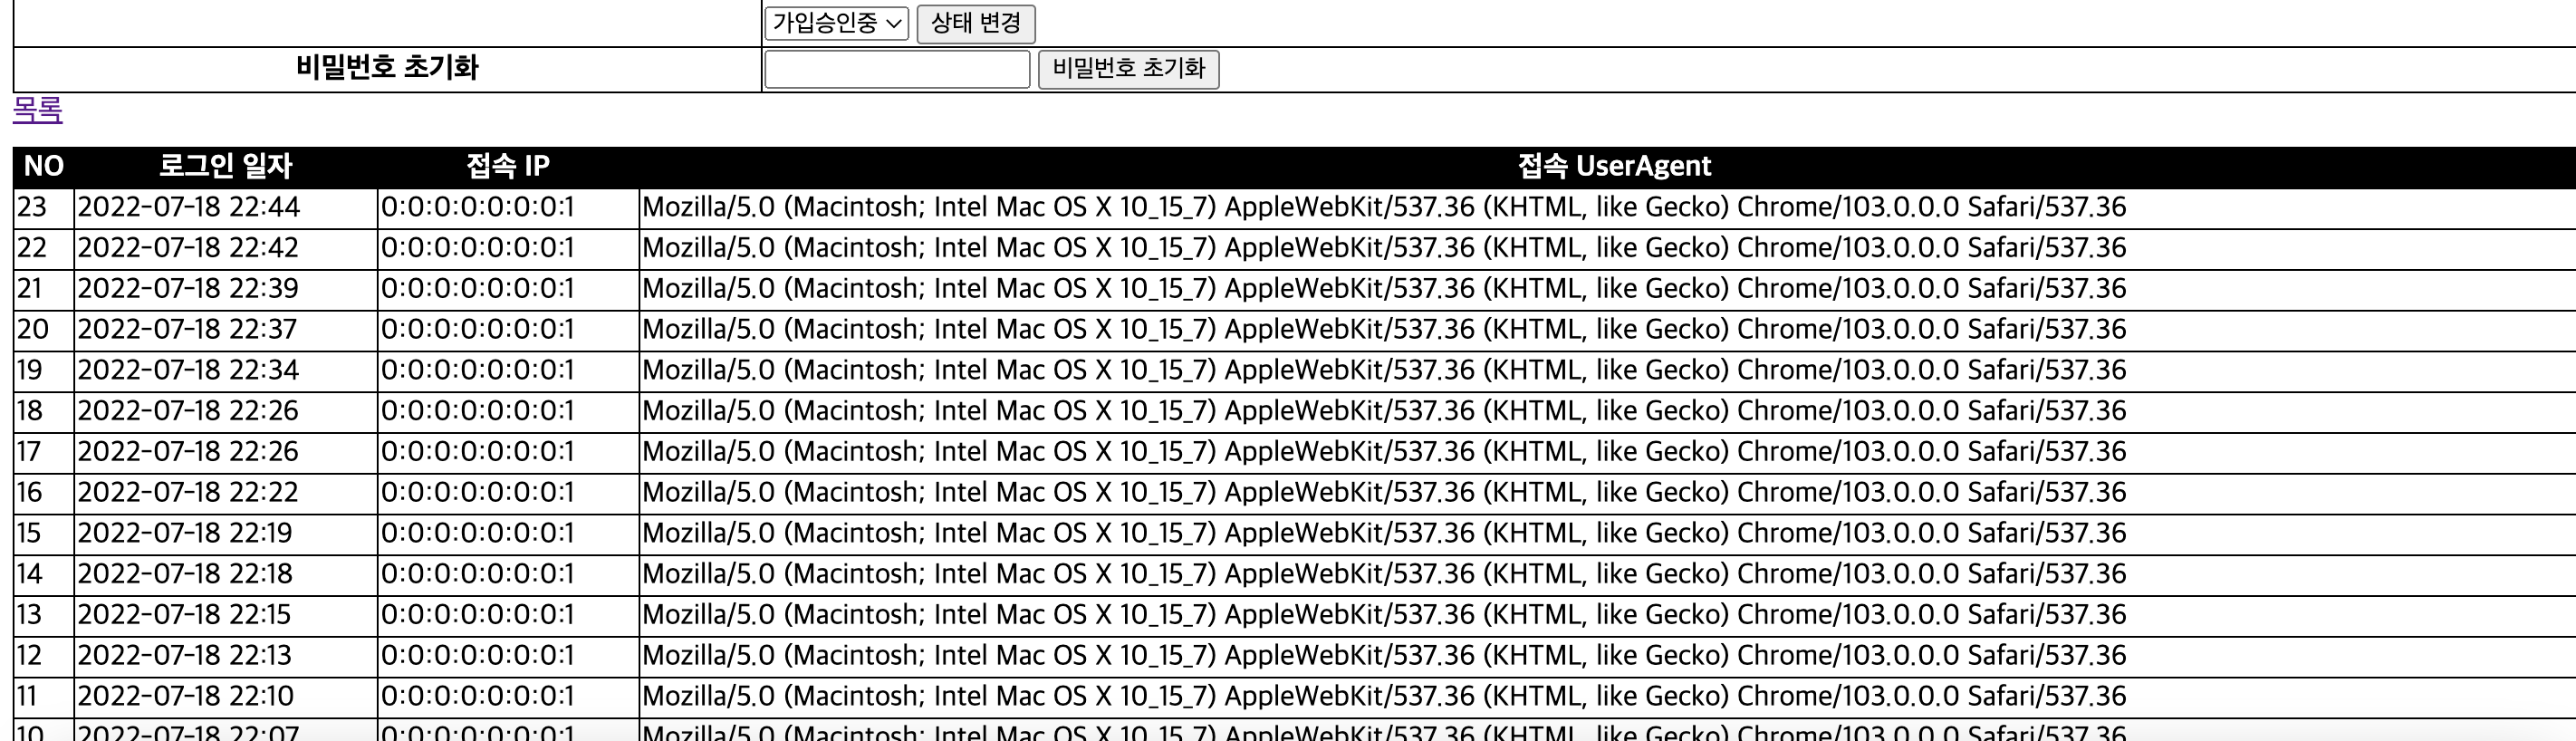 가입승인중 상태 변경
비밀번호 초기화 비밀번호 초기화
목록
NO 로그인 일자 접속 IP 접속 UserAgent
23 2022-07-18 22:44 0:0:0:0:0:0:0:1 Mozilla/5.0 (Macintosh; Intel Mac OS X 10_15_7) AppleWebKit/537.36 (KHTML, like Gecko) Chrome/103.0.0.0 Safari/537.36
22 2022-07-18 22:42 0:0:0:0:0:0:0:1 Mozilla/5.0 (Macintosh; Intel Mac OS X 10_15_7) AppleWebKit/537.36 (KHTML, like Gecko) Chrome/103.0.0.0 Safari/537.36
21 2022-07-18 22:39 0:0:0:0:0:0:0:1 Mozilla/5.0 (Macintosh; Intel Mac OS X 10_15_7) AppleWebKit/537.36 (KHTML, like Gecko) Chrome/103.0.0.0 Safari/537.36
20 2022-07-18 22:37 0:0:0:0:0:0:0:1 Mozilla/5.0 (Macintosh; Intel Mac OS X 10_15_7) AppleWebKit/537.36 (KHTML, like Gecko) Chrome/103.0.0.0 Safari/537.36
19 2022-07-18 22:34 0:0:0:0:0:0:0:1 Mozilla/5.0 (Macintosh; Intel Mac OS X 10_15_7) AppleWebKit/537.36 (KHTML, like Gecko) Chrome/103.0.0.0 Safari/537.36
18 2022-07-18 22:26 0:0:0:0:0:0:0:1 Mozilla/5.0 (Macintosh; Intel Mac OS X 10_15_7) AppleWebKit/537.36 (KHTML, like Gecko) Chrome/103.0.0.0 Safari/537.36
17 2022-07-18 22:26 0:0:0:0:0:0:0:1 Mozilla/5.0 (Macintosh; Intel Mac OS X 10_15_7) AppleWebKit/537.36 (KHTML, like Gecko) Chrome/103.0.0.0 Safari/537.36
16 2022-07-18 22:22 0:0:0:0:0:0:0:1 Mozilla/5.0 (Macintosh; Intel Mac OS X 10_15_7) AppleWebKit/537.36 (KHTML, like Gecko) Chrome/103.0.0.0 Safari/537.36
15 2022-07-18 22:19 0:0:0:0:0:0:0:1 Mozilla/5.0 (Macintosh; Intel Mac OS X 10_15_7) AppleWebKit/537.36 (KHTML, like Gecko) Chrome/103.0.0.0 Safari/537.36
14 2022-07-18 22:18 0:0:0:0:0:0:0:1 Mozilla/5.0 (Macintosh; Intel Mac OS X 10_15_7) AppleWebKit/537.36 (KHTML, like Gecko) Chrome/103.0.0.0 Safari/537.36
13 2022-07-18 22:15 0:0:0:0:0:0:0:1 Mozilla/5.0 (Macintosh; Intel Mac OS X 10_15_7) AppleWebKit/537.36 (KHTML, like Gecko) Chrome/103.0.0.0 Safari/537.36
12 2022-07-18 22:13 0:0:0:0:0:0:0:1 Mozilla/5.0 (Macintosh; Intel Mac OS X 10_15_7) AppleWebKit/537.36 (KHTML, like Gecko) Chrome/103.0.0.0 Safari/537.36
11 2022-07-18 22:10 0:0:0:0:0:0:0:1 Mozilla/5.0 (Macintosh; Intel Mac OS X 10_15_7) AppleWebKit/537.36 (KHTML, like Gecko) Chrome/103.0.0.0 Safari/537.36
10 2022-07-18 22:07 0:0:0:0:0:0:0:1 Mozilla/5.0 (Macintosh; Intel Mac OS X 10_15_7) AppleWebKit/537.36 (KHTML, like Gecko) Chrome/103.0.0.0 Safari/537.36